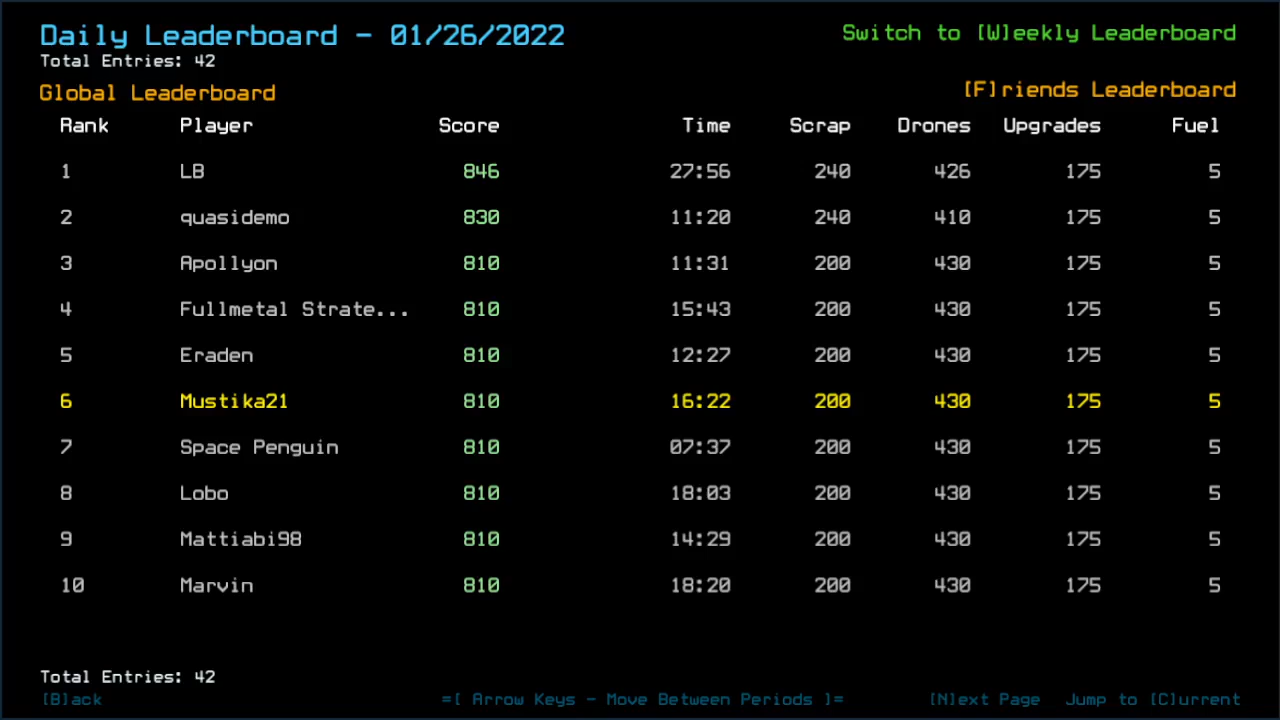 Daily Leaderboard - 01/26/2022 Switch to [W]eekly Leaderboard
Total Entries: 42
Global Leaderboard [F]riends Leaderboard
Rank Player Score Time Scrap Drones Upgrades Fuel
1 LB 846 27:56 240 426 175 5
2 quasidemo 830 11:20 240 410 175 5
3 Apollyon 810 11:31 200 430 175 5
4 Fullmetal Strate... 810 15:43 200 430 175 5
5 Eraden 810 12:27 200 430 175 5
6 Mustika21 810 16:22 200 430 175 5
7 Space Penguin 810 07:37 200 430 175 5
8 Lobo 810 18:03 200 430 175 5
9 Mattiabi98 810 14:29 200 430 175 5
10 Marvin 810 18:20 200 430 175 5
Total Entries: 42
[B]ack =[ Arrow Keys - Move Between Periods ]= [N]ext Page Jump to [C]urrent